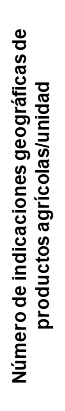 Número de indicaciones geográficas de
productos agrícolas/unidad